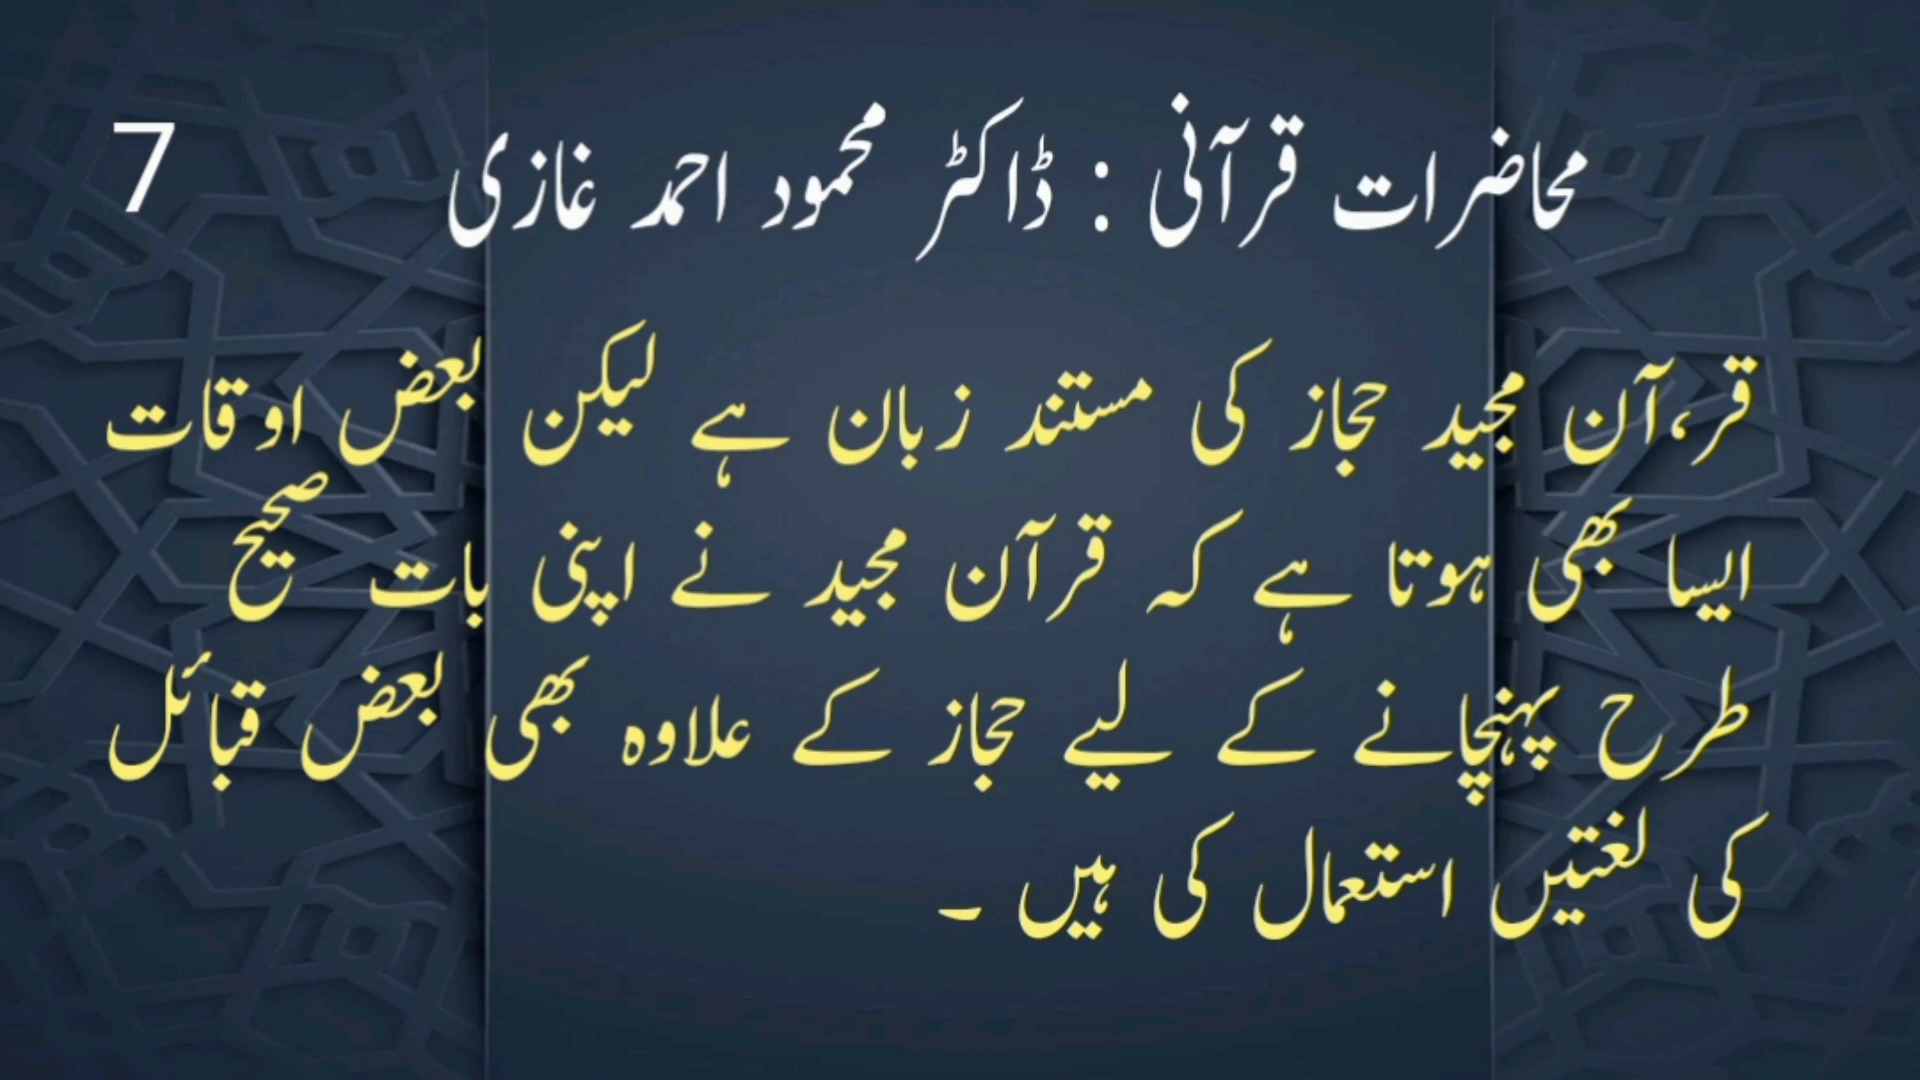 محاضرات قرآنی : ڈاکٹر محمود احمد غازی 7
قر،آن مجید حجاز کی مستند زبان ہے لیکن بعض اوقات
ایسا بھی ہوتا ہے کہ قرآن مجید نے اپنی بات صحیح
طرح پہنچانے کے لیے حجاز کے علاوہ بھی بعض قبائل
کی لغتیں استعمال کی ہیں ۔